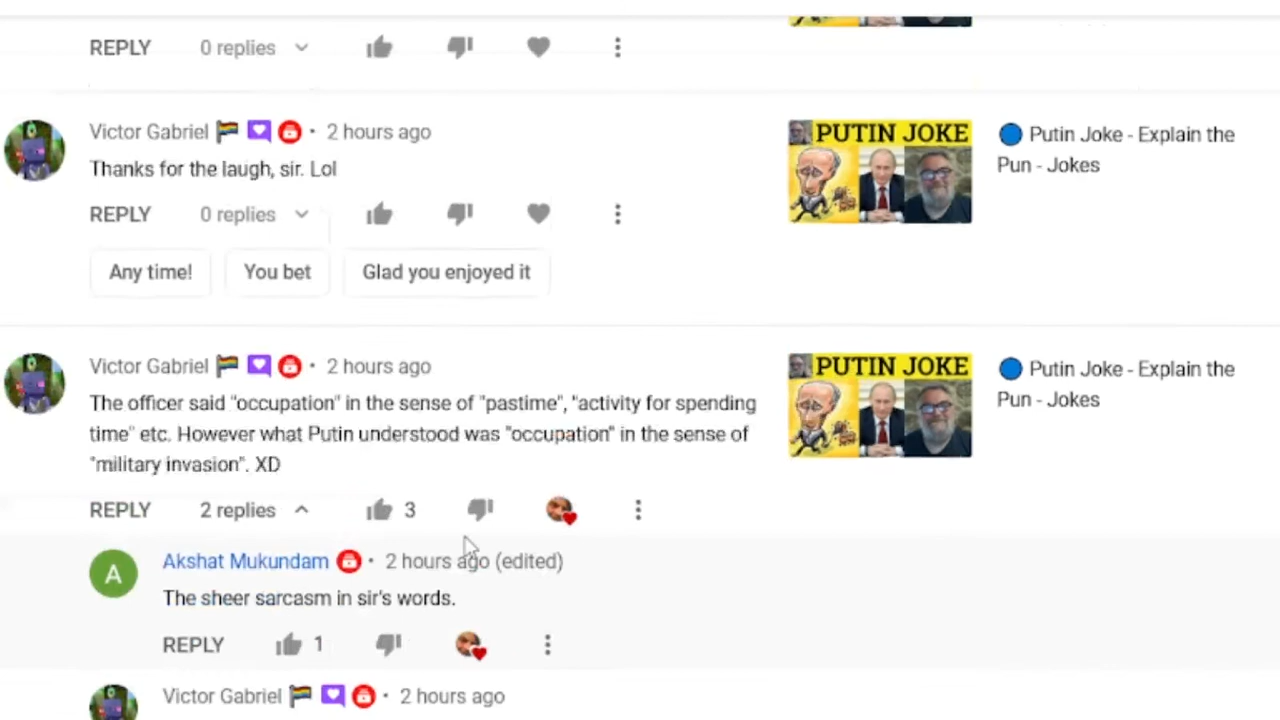 REPLY 0 replies
Victor Gabriel • 2 hours ago
Thanks for the laugh, sir. Lol
REPLY 0 replies
Any time! You bet Glad you enjoyed it
PUTIN JOKE
Putin Joke - Explain the
Pun - Jokes
Victor Gabriel • 2 hours ago
The officer said "occupation" in the sense of "pastime", "activity for spending
time" etc. However what Putin understood was "occupation" in the sense of
"military invasion". XD
REPLY 2 replies 3
PUTIN JOKE
Putin Joke - Explain the
Pun - Jokes
A
Akshat Mukundam • 2 hours ago (edited)
The sheer sarcasm in sir's words.
REPLY 1
Victor Gabriel • 2 hours ago